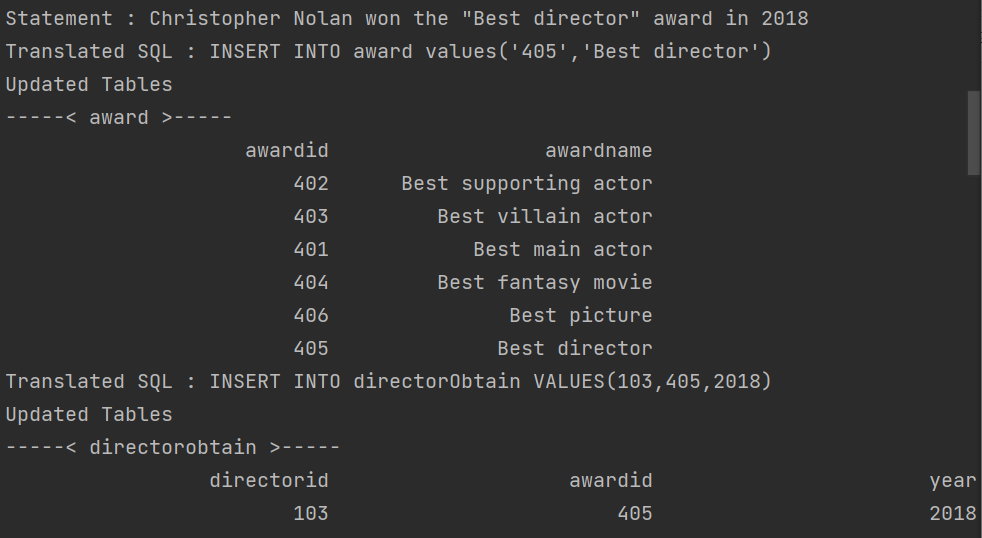 Statement : Christopher Nolan won the "Best director" award in 2018
Translated SQL : INSERT INTO award values('405','Best director')
Updated Tables
-----< award >-----
awardid awardname
402 Best supporting actor
403 Best villain actor
401 Best main actor
404 Best fantasy movie
406 Best picture
405 Best director
Translated SQL : INSERT INTO directorObtain VALUES(103,405,2018)
Updated Tables
-----< directorobtain >-----
directorid awardid year
103 405 2018